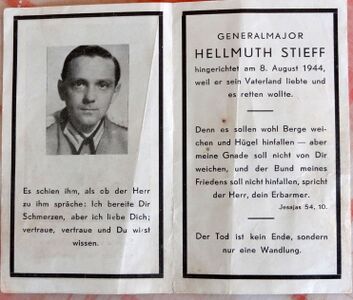 Es schien ihm, als ob der Herr
zu ihm spräche: Ich bereite Dir
Schmerzen, aber ich liebe Dich;
vertraue, vertraue und Du wirst
wissen.
GENERALMAJOR
HELLMUTH STIEFF
hingerichtet am 8. August 1944,
weil er sein Vaterland liebte und
es retten wollte.
Denn es sollen wohl Berge wei-
chen und Hügel hinfallen — aber
meine Gnade soll nicht von Dir
weichen, und der Bund meines
Friedens soll nicht hinfallen, spricht
der Herr, dein Erbarmer.
Jesajas 54, 10.
Der Tod ist kein Ende, sondern
nur eine Wandlung.